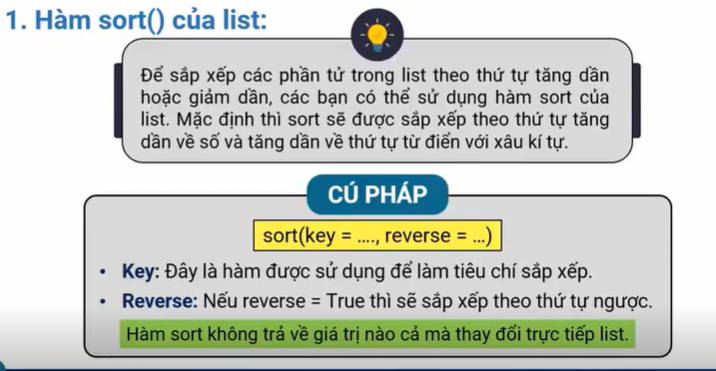 1. Hàm sort() của list:
Để sắp xếp các phần tử trong list theo thứ tự tăng dần
hoặc giảm dần, các bạn có thể sử dụng hàm sort của
list. Mặc định thì sort sẽ được sắp xếp theo thứ tự tăng
dần về số và tăng dần về thứ tự từ điển với xâu kí tự.
CÚ PHÁP
sort(key = ...., reverse = ...)
• Key: Đây là hàm được sử dụng để làm tiêu chí sắp xếp.
• Reverse: Nếu reverse = True thì sẽ sắp xếp theo thứ tự ngược.
Hàm sort không trả về giá trị nào cả mà thay đổi trực tiếp list.